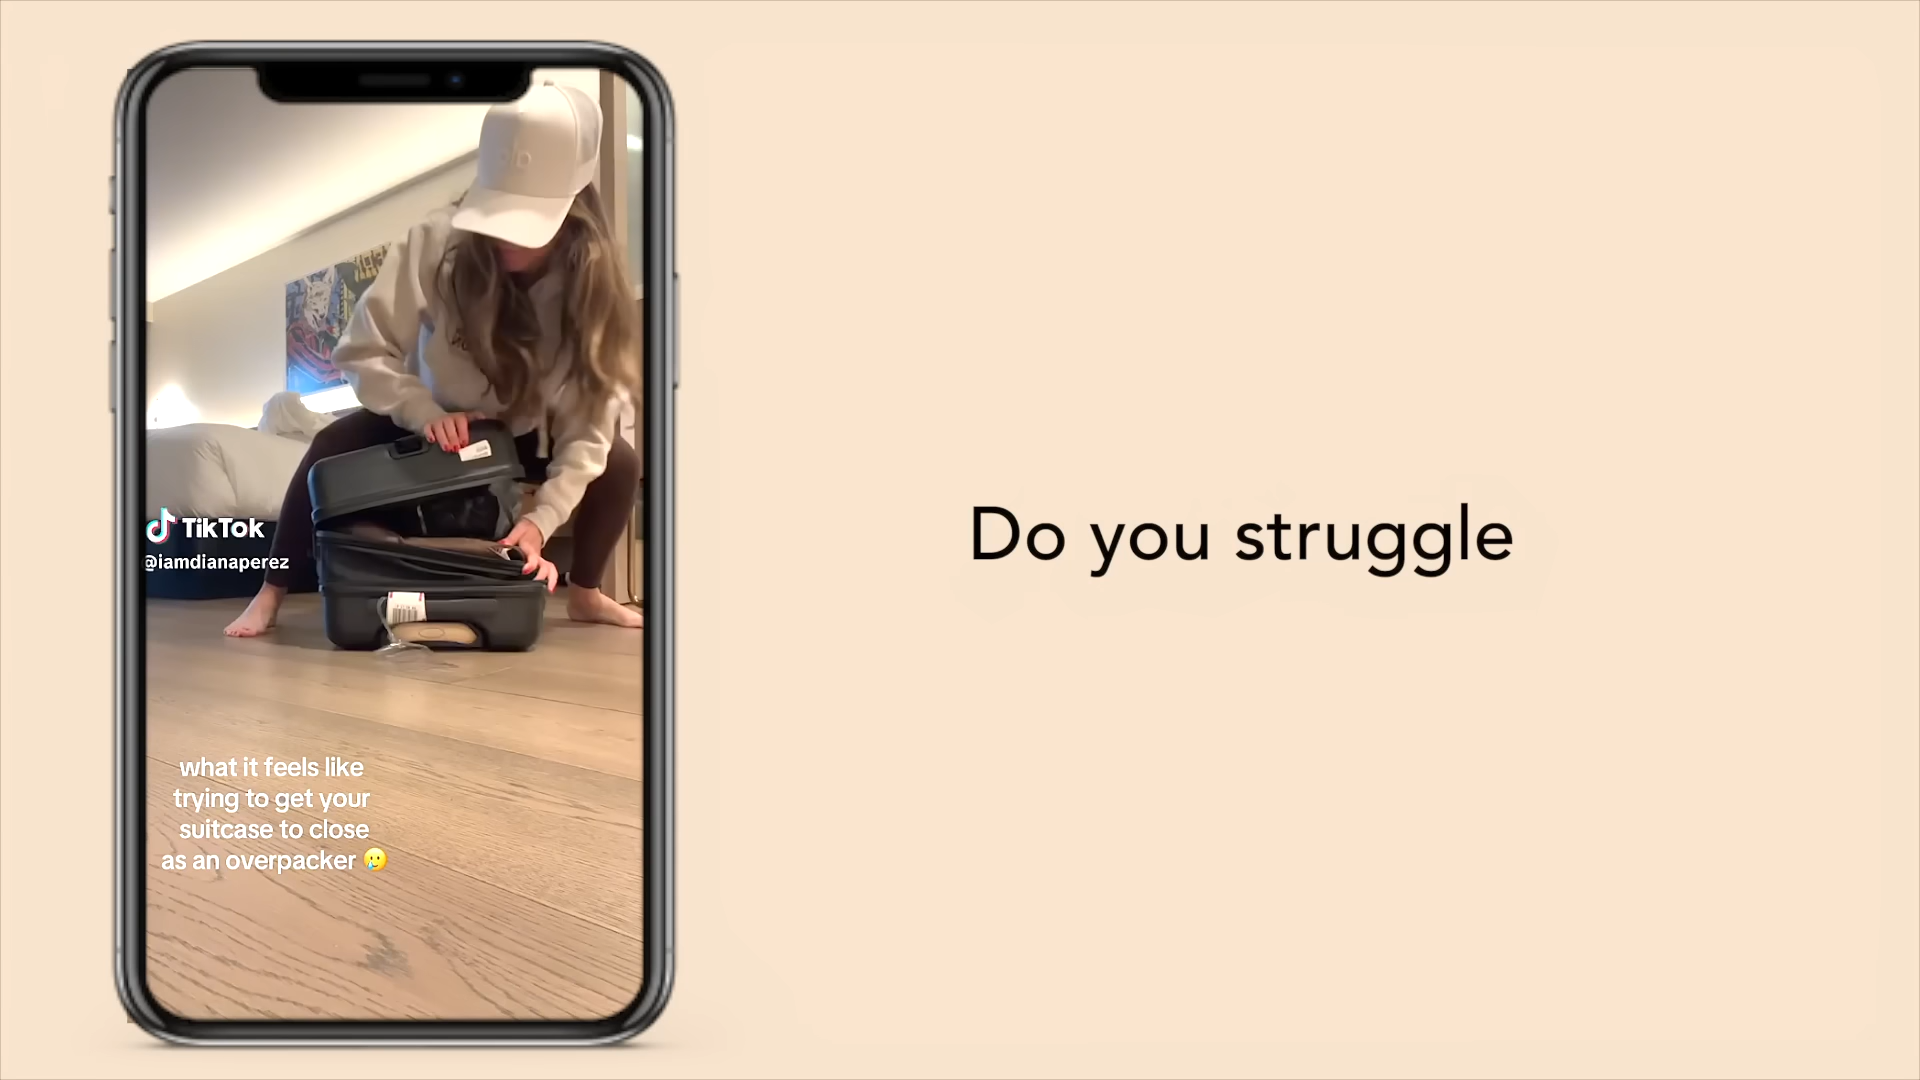 TikTok
@iamdianaperez
what it feels like
trying to get your
suitcase to close
as an overpacker 🥲
Do you struggle